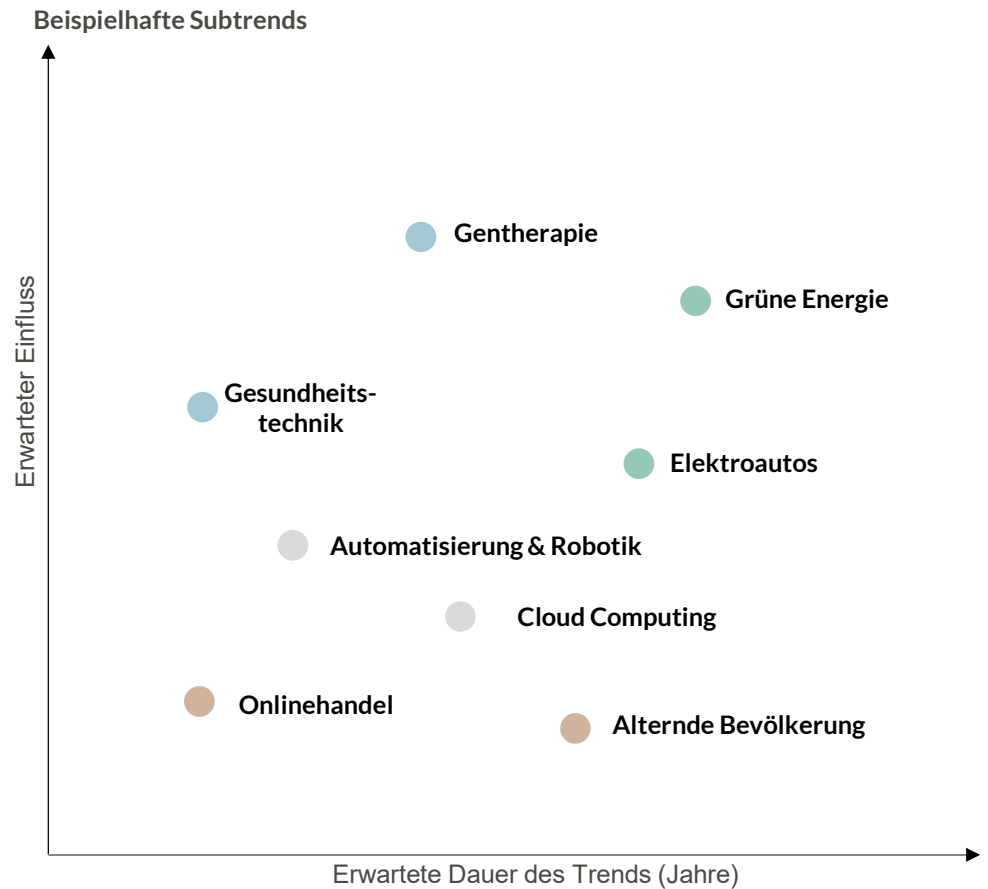 Beispielhafte Subtrends
Erwarteter Einfluss
Gentherapie
Grüne Energie
Gesundheits-
technik
Elektroautos
Automatisierung & Robotik
Cloud Computing
Onlinehandel
Alternde Bevölkerung
Erwartete Dauer des Trends (Jahre)